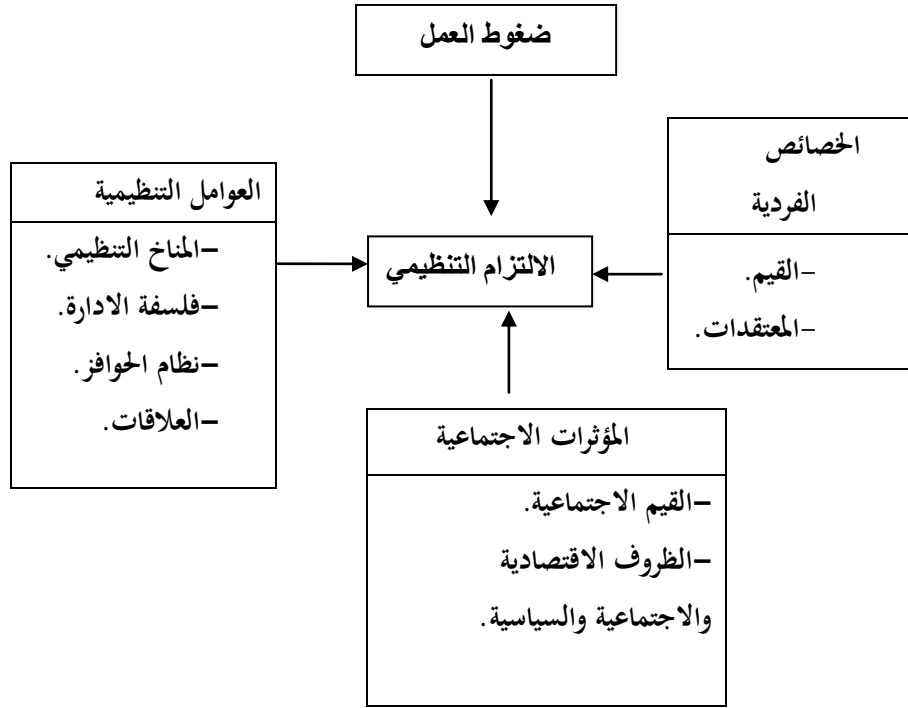 ضغوط العمل
الخصائص
الفردية
–القيم.
–المعتقدات.
الالتزام التنظيمي
العوامل التنظيمية
–المناخ التنظيمي.
–فلسفة الادارة.
–نظام الحوافز.
–العلاقات.
المؤثرات الاجتماعية
–القيم الاجتماعية.
–الظروف الاقتصادية
والاجتماعية والسياسية.